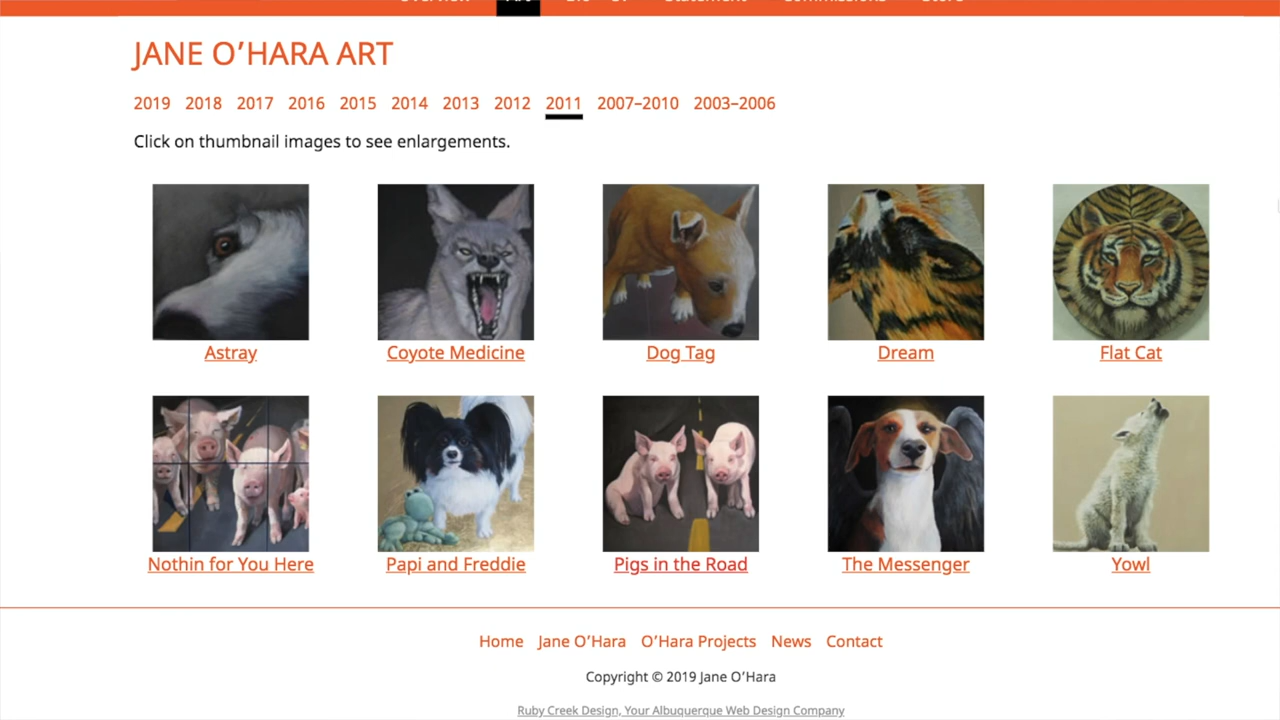 JANE O’HARA ART
2019 2018 2017 2016 2015 2014 2013 2012 2011 2007–2010 2003–2006
Click on thumbnail images to see enlargements.
Astray Coyote Medicine Dog Tag Dream Flat Cat
Nothin for You Here Papi and Freddie Pigs in the Road The Messenger Yowl
Home Jane O’Hara O’Hara Projects News Contact
Copyright © 2019 Jane O’Hara
Ruby Creek Design, Your Albuquerque Web Design Company